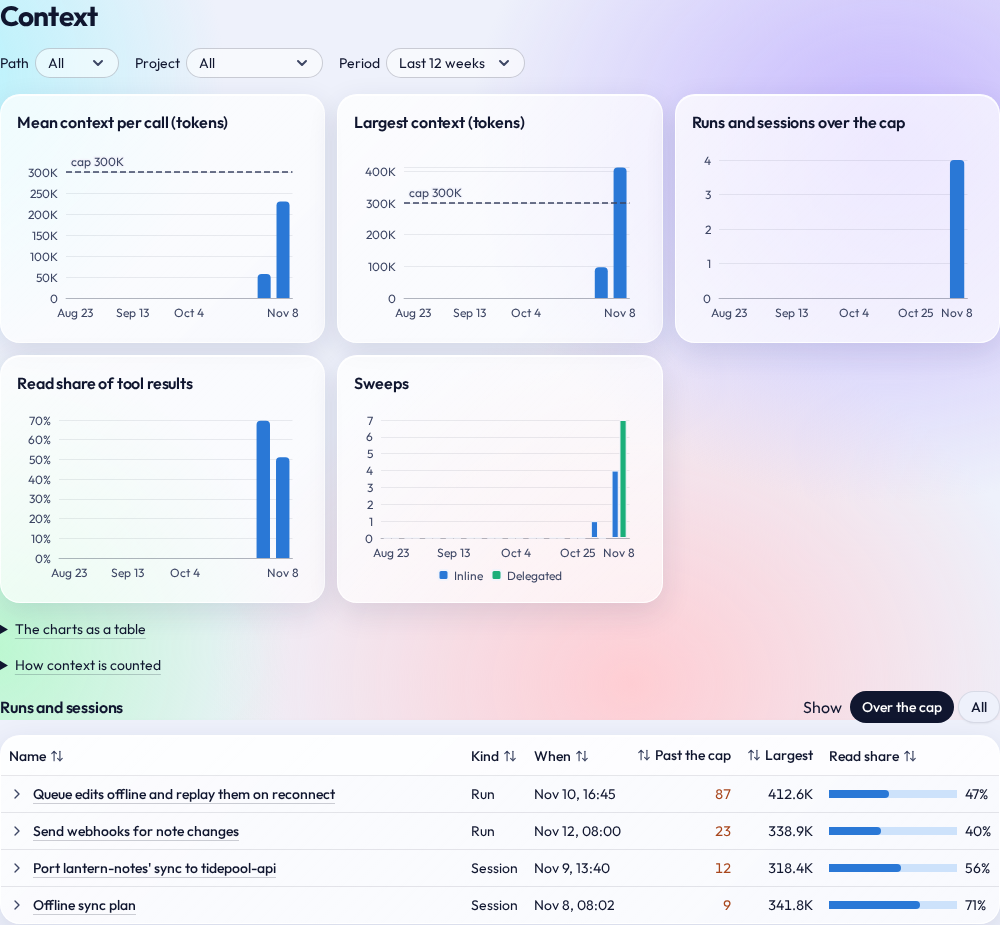 Context
Path All Project All Period Last 12 weeks
Mean context per call (tokens)
cap 300K
300K
250K
200K
150K
100K
50K
0
Aug 23 Sep 13 Oct 4 Nov 8
Largest context (tokens)
400K
cap 300K
300K
200K
100K
0
Aug 23 Sep 13 Oct 4 Nov 8
Runs and sessions over the cap
4
3
2
1
0
Aug 23 Sep 13 Oct 4 Oct 25 Nov 8
Read share of tool results
70%
60%
50%
40%
30%
20%
10%
0%
Aug 23 Sep 13 Oct 4 Nov 8
Sweeps
7
6
5
4
3
2
1
0
Aug 23 Sep 13 Oct 4 Oct 25 Nov 8
Inline Delegated
The charts as a table
How context is counted
Runs and sessions Show Over the cap All
Name Kind When Past the cap Largest Read share
Queue edits offline and replay them on reconnect Run Nov 10, 16:45 87 412.6K 47%
Send webhooks for note changes Run Nov 12, 08:00 23 338.9K 40%
Port lantern-notes' sync to tidepool-api Session Nov 9, 13:40 12 318.4K 56%
Offline sync plan Session Nov 8, 08:02 9 341.8K 71%